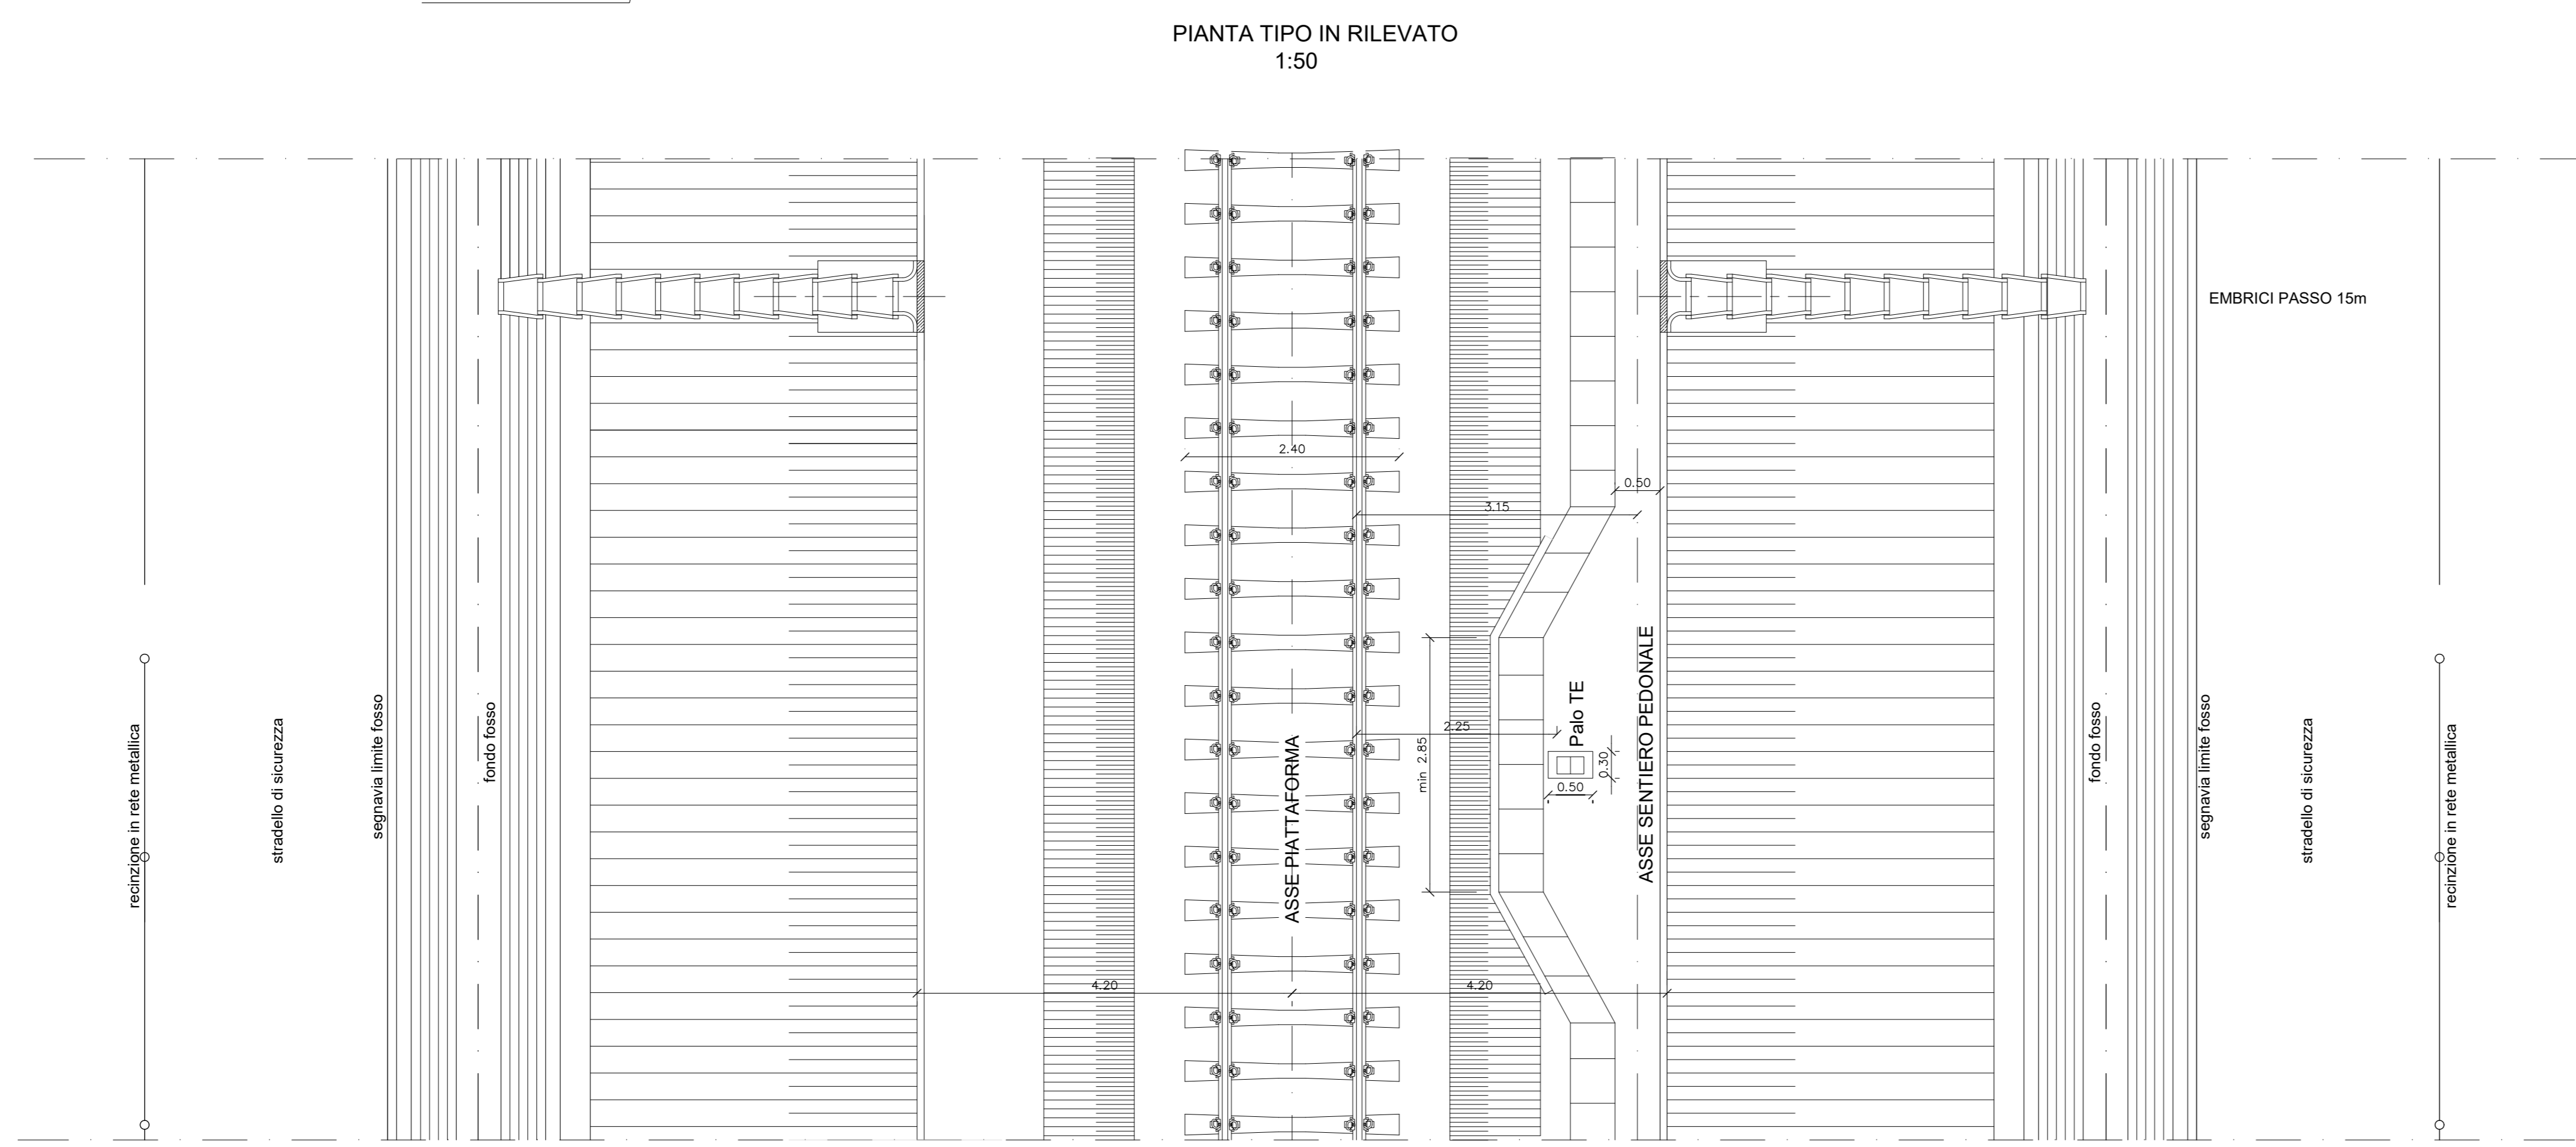 PIANTA TIPO IN RILEVATO
1:50
EMBRICI PASSO 15m
2.40
0.50
3.15
recinzione in rete metallica
stradello di sicurezza
segnavia limite fosso
fondo fosso
ASSE PIATTAFORMA
min 2.85
2.25
Palo TE
0.30
0.50
ASSE SENTIERO PEDONALE
fondo fosso
segnavia limite fosso
stradello di sicurezza
recinzione in rete metallica
4.20
4.20